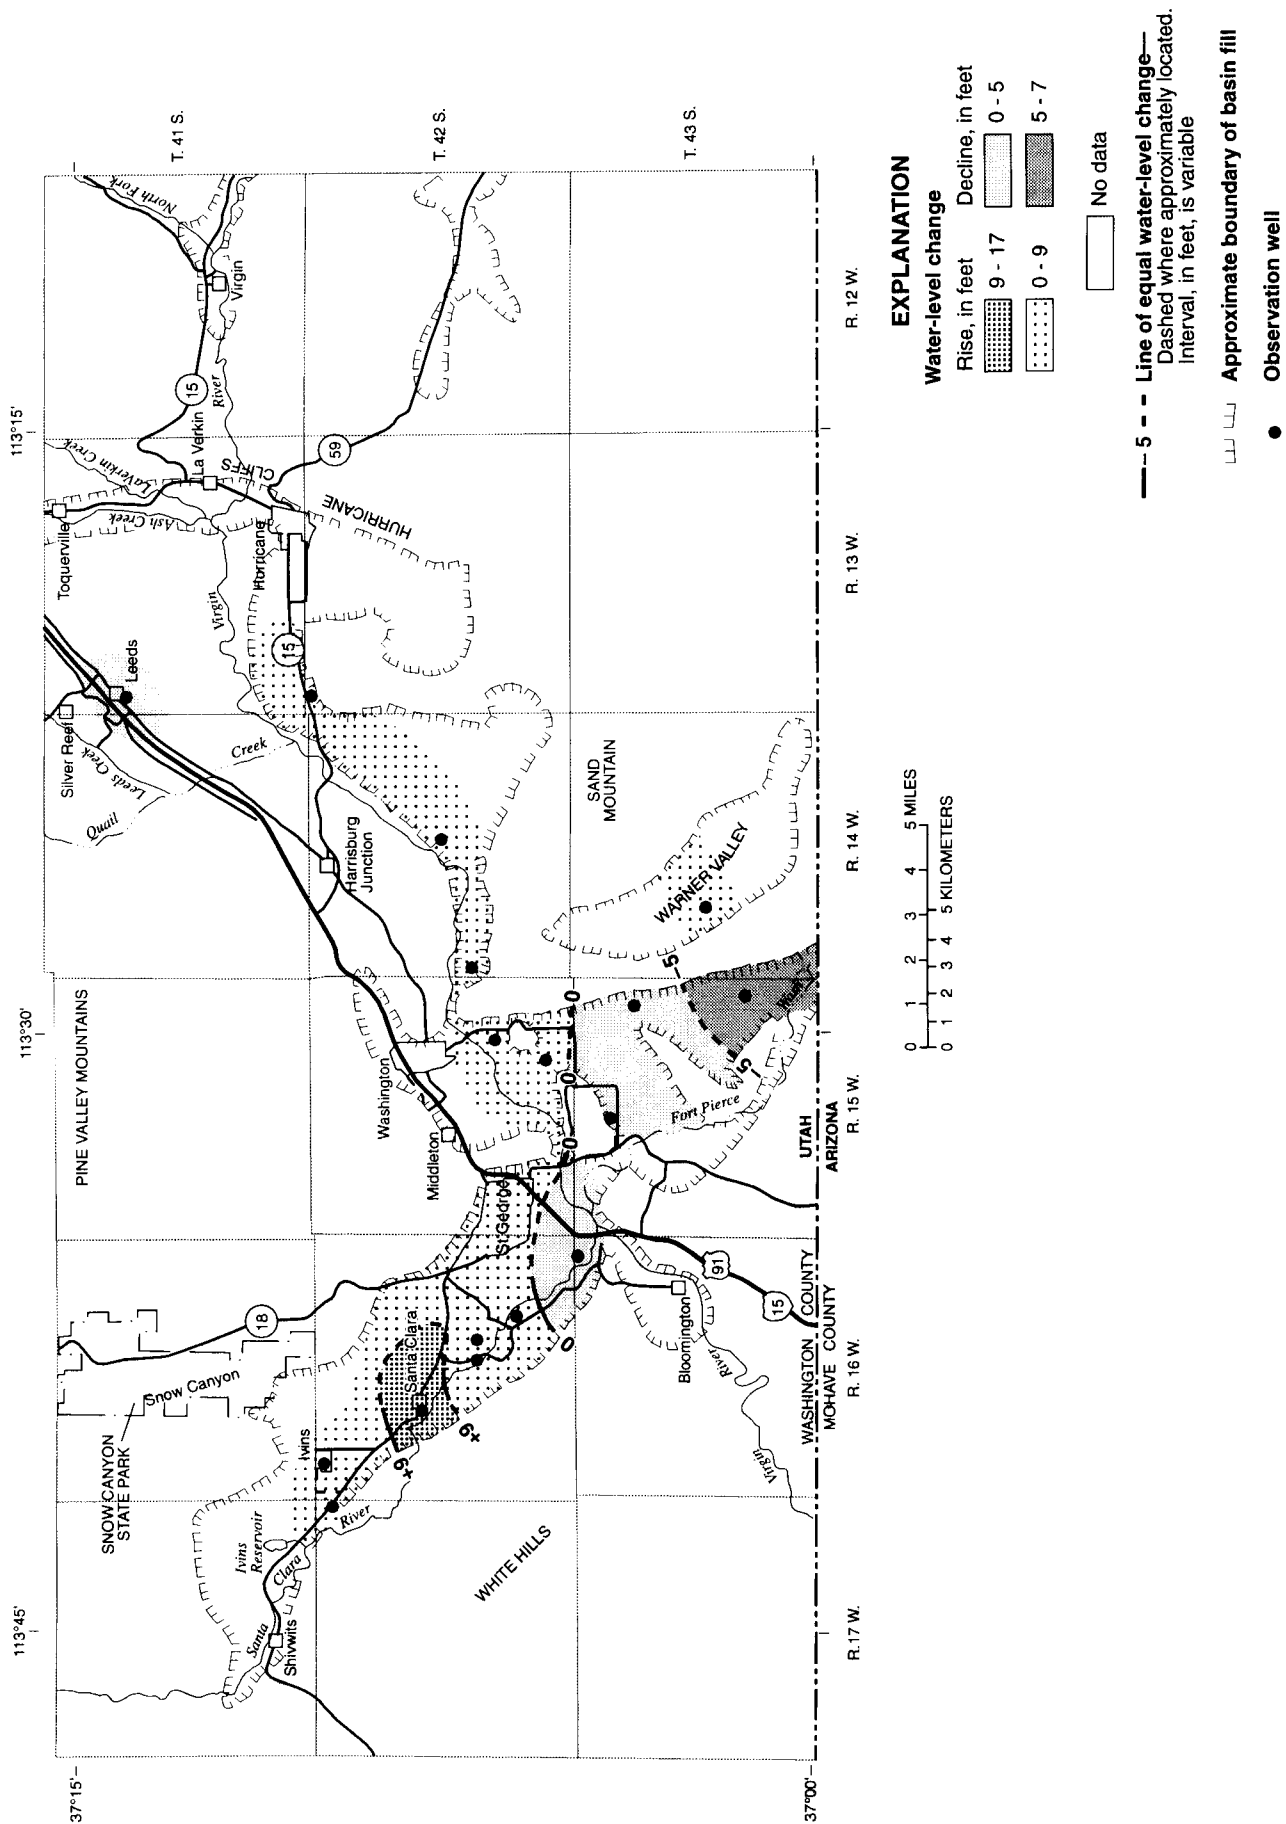 113°45'
113°30'
113°15'
37°15'
37°00'
T. 41 S.
T. 42 S.
T. 43 S.
R. 17 W.
R. 16 W.
R. 15 W.
R. 14 W.
R. 13 W.
R. 12 W.
PINE VALLEY MOUNTAINS
SNOW CANYON
STATE PARK
Snow Canyon
18
Ivins
Reservoir
Ivins
Santa
Clara
River
Shivwits
Santa Clara
+9
+9
WHITE HILLS
St George
Middleton
Washington
Bloomington
Virgin
River
0
0
0
0
91
15
Fort Pierce
Wash
-5
-5
Silver Reef
Leeds
Leeds Creek
Quail
Creek
Harrisburg
Junction
Toquerville
Ash Creek
LaVerkin Creek
La Verkin
Virgin
River
Hurricane
HURRICANE
CLIFFS
15
15
59
Virgin
North Fork
SAND
MOUNTAIN
WARNER VALLEY
UTAH
ARIZONA
WASHINGTON COUNTY
MOHAVE COUNTY
0 1 2 3 4 5 MILES
0 1 2 3 4 5 KILOMETERS
EXPLANATION
Water-level change
Rise, in feet
9 - 17
0 - 9
Decline, in feet
0 - 5
5 - 7
No data
5 Line of equal water-level change—
Dashed where approximately located.
Interval, in feet, is variable
Approximate boundary of basin fill
Observation well